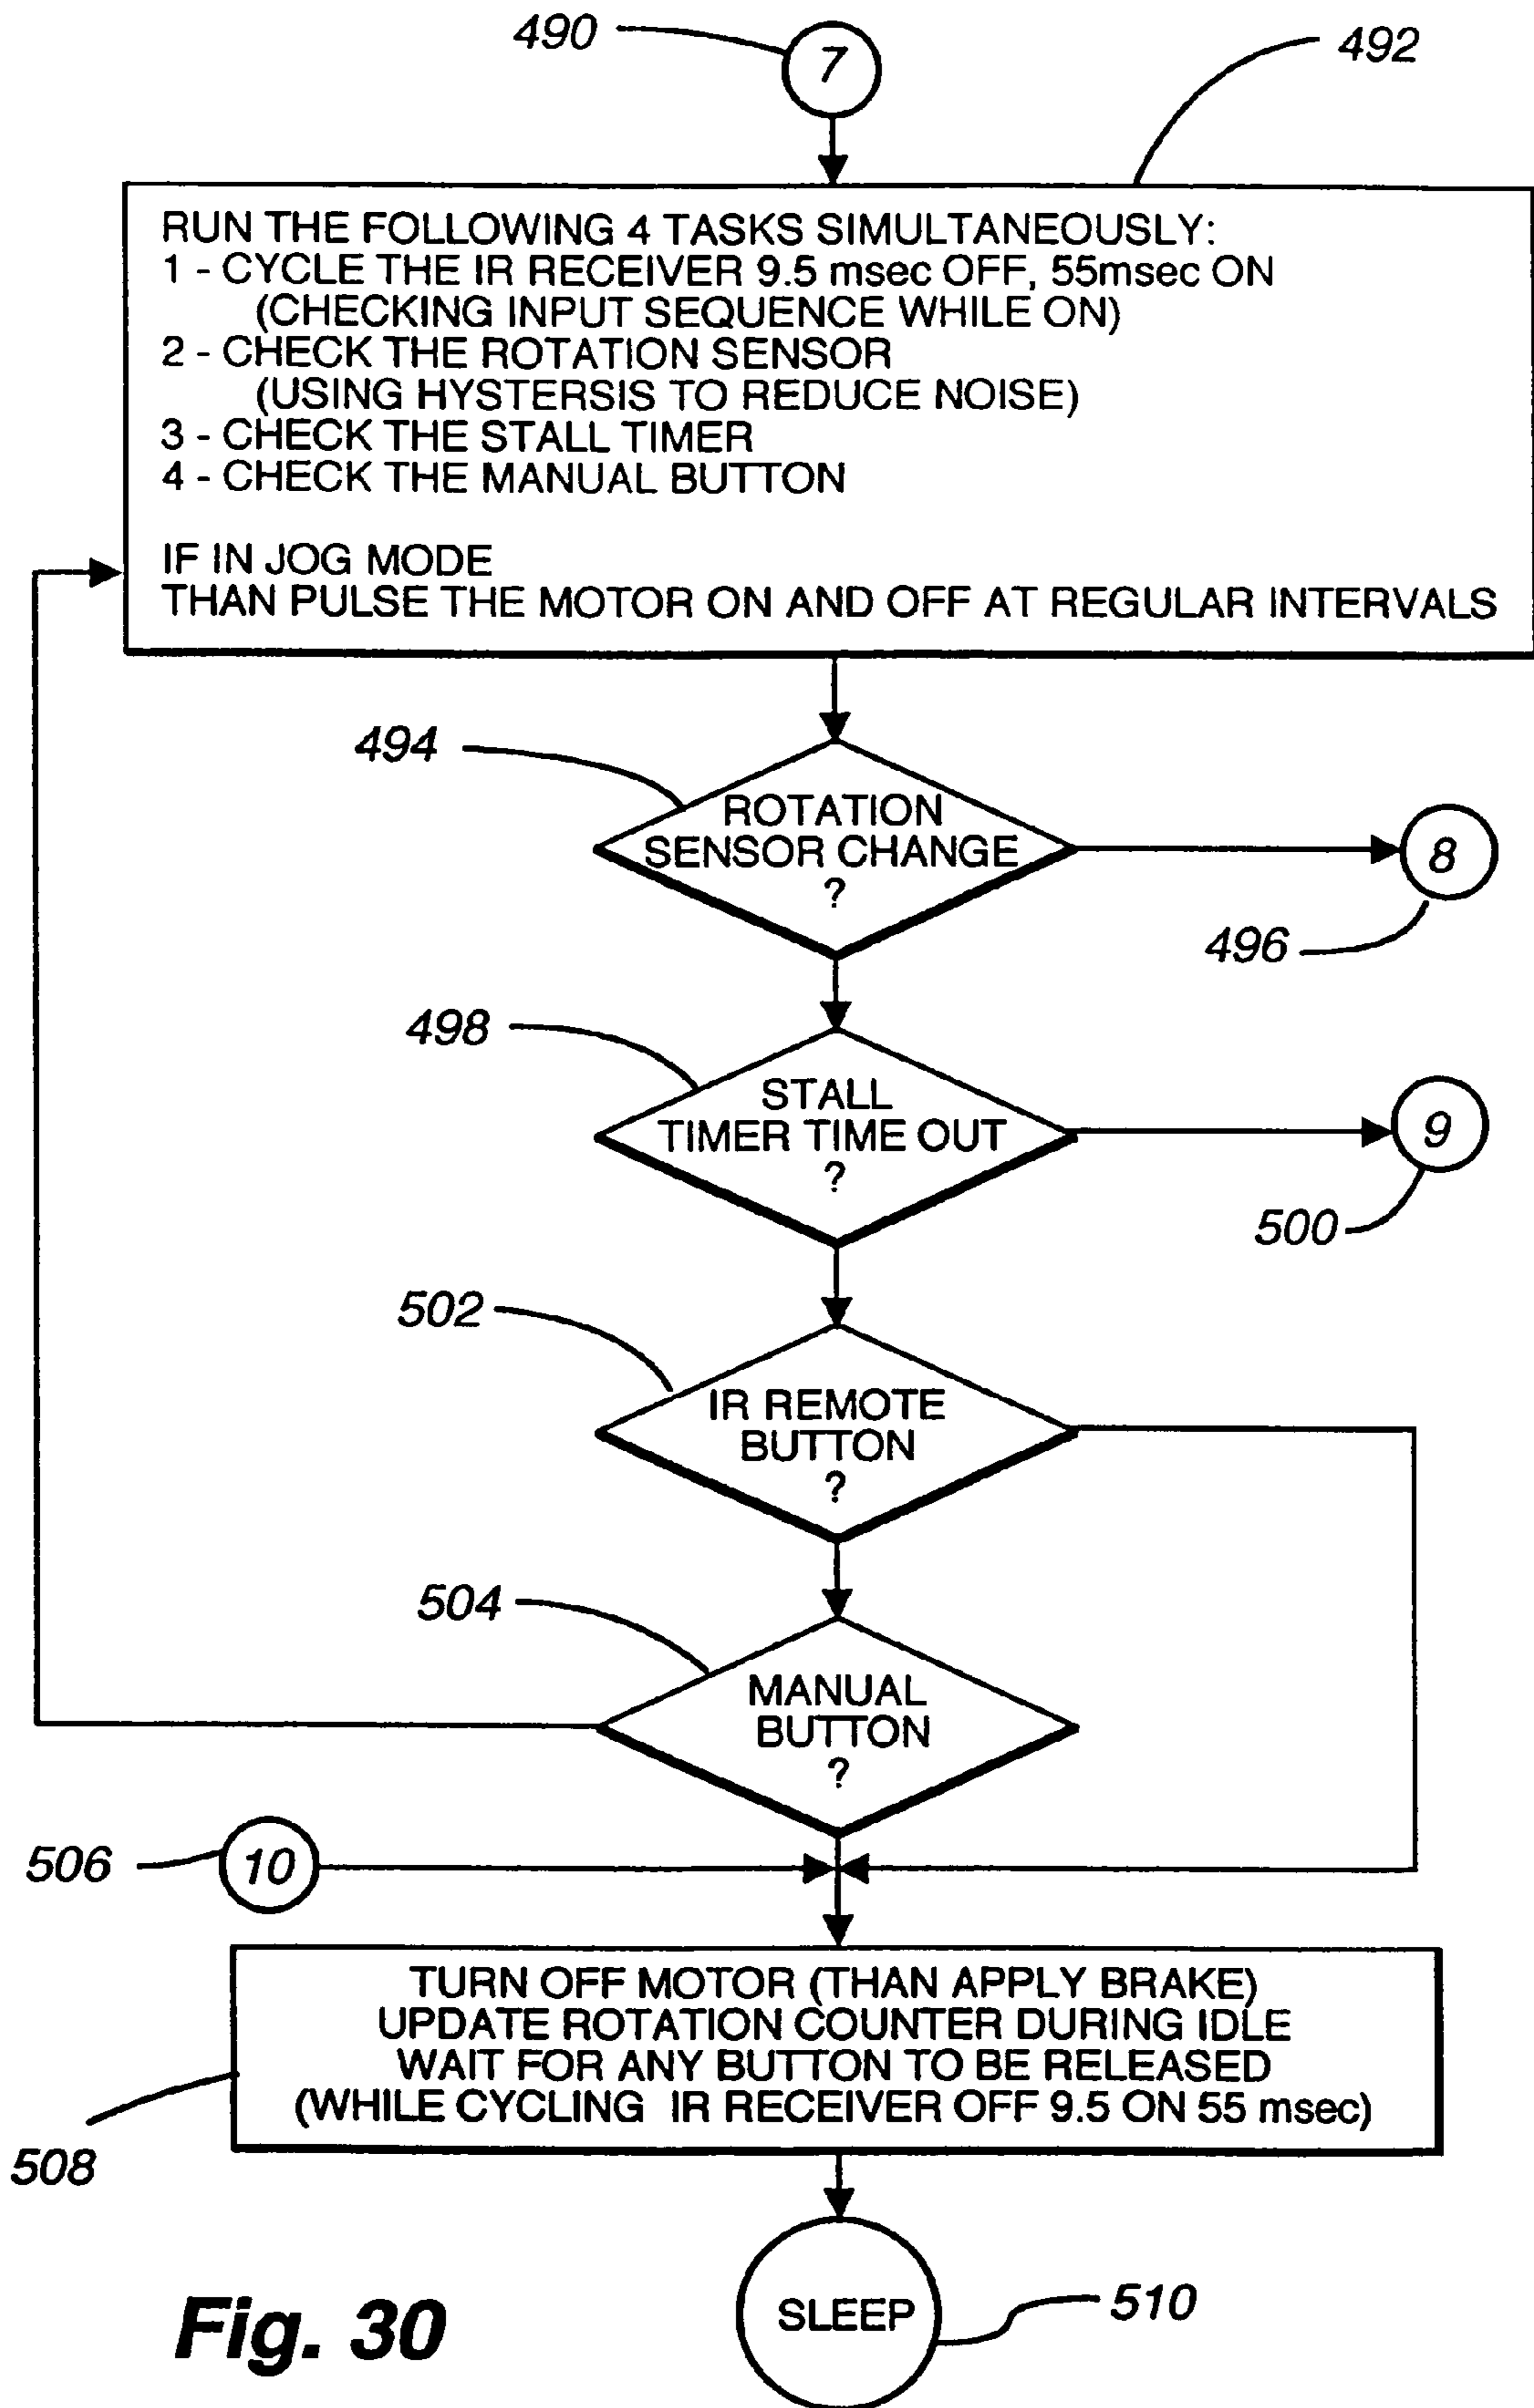 490
7
492
RUN THE FOLLOWING 4 TASKS SIMULTANEOUSLY:
1 - CYCLE THE IR RECEIVER 9.5 msec OFF, 55msec ON
(CHECKING INPUT SEQUENCE WHILE ON)
2 - CHECK THE ROTATION SENSOR
(USING HYSTERSIS TO REDUCE NOISE)
3 - CHECK THE STALL TIMER
4 - CHECK THE MANUAL BUTTON
IF IN JOG MODE
THAN PULSE THE MOTOR ON AND OFF AT REGULAR INTERVALS
494
ROTATION
SENSOR CHANGE
?
8
496
498
STALL
TIMER TIME OUT
?
9
500
502
IR REMOTE
BUTTON
?
504
MANUAL
BUTTON
?
506
10
TURN OFF MOTOR (THAN APPLY BRAKE)
UPDATE ROTATION COUNTER DURING IDLE
WAIT FOR ANY BUTTON TO BE RELEASED
(WHILE CYCLING IR RECEIVER OFF 9.5 ON 55 msec)
508
SLEEP
510
Fig. 30